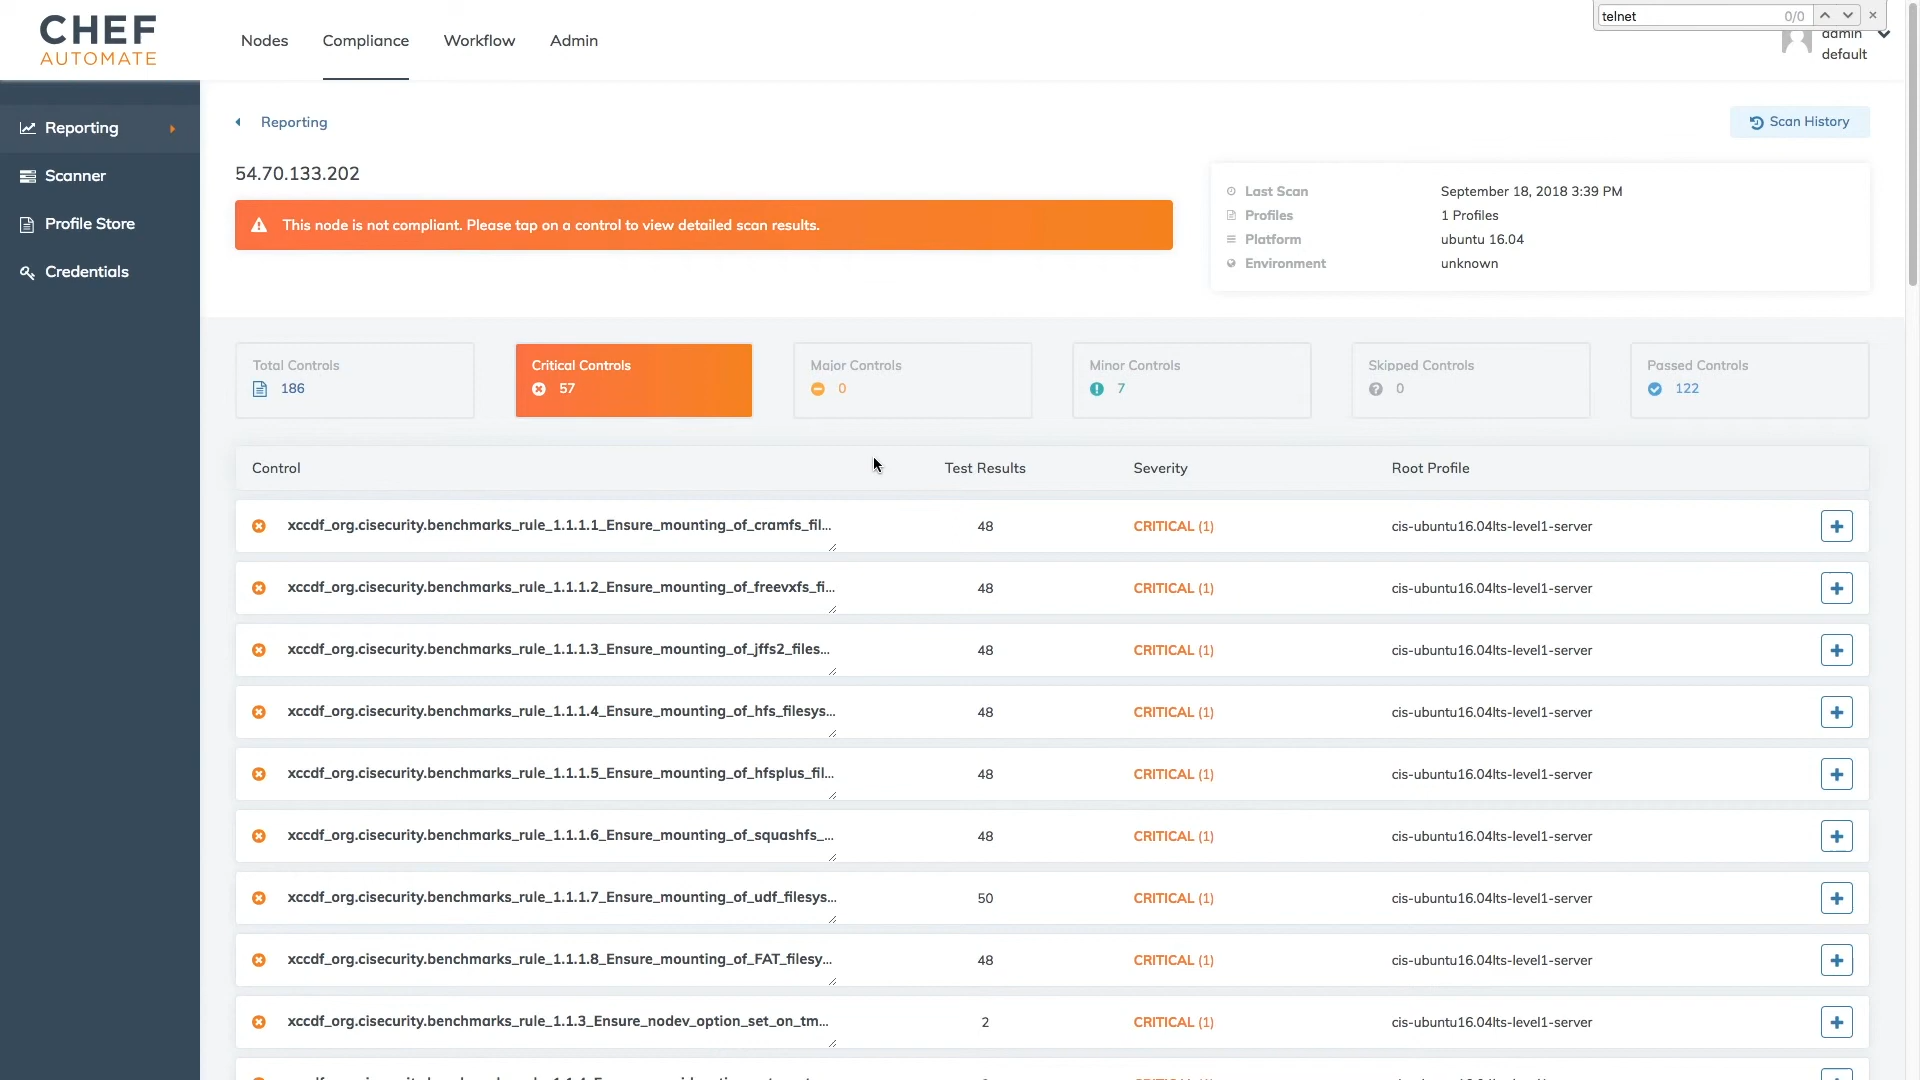 CHEF
AUTOMATE
Nodes
Compliance
Workflow
Admin
telnet
0/0
admin
default
Reporting
Scanner
Profile Store
Credentials
Reporting
Scan History
54.70.133.202
This node is not compliant. Please tap on a control to view detailed scan results.
Last Scan September 18, 2018 3:39 PM
Profiles 1 Profiles
Platform ubuntu 16.04
Environment unknown
Total Controls
186
Critical Controls
57
Major Controls
0
Minor Controls
7
Skipped Controls
0
Passed Controls
122
Control Test Results Severity Root Profile
xccdf_org.cisecurity.benchmarks_rule_1.1.1.1_Ensure_mounting_of_cramfs_fil... 48 CRITICAL (1) cis-ubuntu16.04lts-level1-server
xccdf_org.cisecurity.benchmarks_rule_1.1.1.2_Ensure_mounting_of_freevxfs_fi... 48 CRITICAL (1) cis-ubuntu16.04lts-level1-server
xccdf_org.cisecurity.benchmarks_rule_1.1.1.3_Ensure_mounting_of_jffs2_files... 48 CRITICAL (1) cis-ubuntu16.04lts-level1-server
xccdf_org.cisecurity.benchmarks_rule_1.1.1.4_Ensure_mounting_of_hfs_filesys... 48 CRITICAL (1) cis-ubuntu16.04lts-level1-server
xccdf_org.cisecurity.benchmarks_rule_1.1.1.5_Ensure_mounting_of_hfsplus_fil... 48 CRITICAL (1) cis-ubuntu16.04lts-level1-server
xccdf_org.cisecurity.benchmarks_rule_1.1.1.6_Ensure_mounting_of_squashfs_... 48 CRITICAL (1) cis-ubuntu16.04lts-level1-server
xccdf_org.cisecurity.benchmarks_rule_1.1.1.7_Ensure_mounting_of_udf_filesys... 50 CRITICAL (1) cis-ubuntu16.04lts-level1-server
xccdf_org.cisecurity.benchmarks_rule_1.1.1.8_Ensure_mounting_of_FAT_filesy... 48 CRITICAL (1) cis-ubuntu16.04lts-level1-server
xccdf_org.cisecurity.benchmarks_rule_1.1.3_Ensure_nodev_option_set_on_tm... 2 CRITICAL (1) cis-ubuntu16.04lts-level1-server